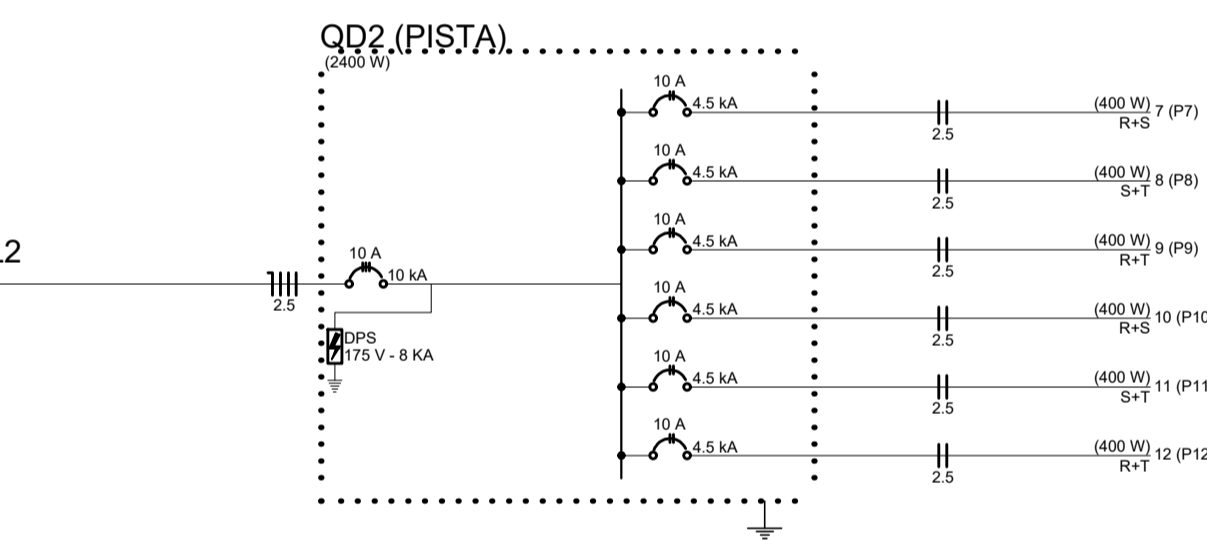 QD2 (PISTA)
(2400 W)
10 A
4.5 kA
2.5
(400 W)
R+S
7 (P7)
10 A
4.5 kA
2.5
(400 W)
S+T
8 (P8)
10 A
4.5 kA
2.5
(400 W)
R+T
9 (P9)
2.5
10 A
10 kA
DPS
175 V - 8 KA
10 A
4.5 kA
2.5
(400 W)
R+S
10 (P10
10 A
4.5 kA
2.5
(400 W)
S+T
11 (P11
10 A
4.5 kA
2.5
(400 W)
R+T
12 (P12